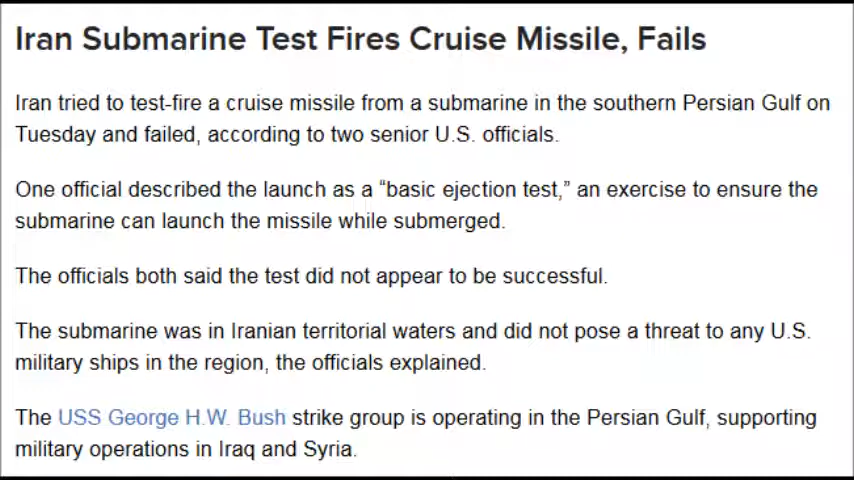 Iran Submarine Test Fires Cruise Missile, Fails
Iran tried to test-fire a cruise missile from a submarine in the southern Persian Gulf on
Tuesday and failed, according to two senior U.S. officials.
One official described the launch as a “basic ejection test,” an exercise to ensure the
submarine can launch the missile while submerged.
The officials both said the test did not appear to be successful.
The submarine was in Iranian territorial waters and did not pose a threat to any U.S.
military ships in the region, the officials explained.
The USS George H.W. Bush strike group is operating in the Persian Gulf, supporting
military operations in Iraq and Syria.